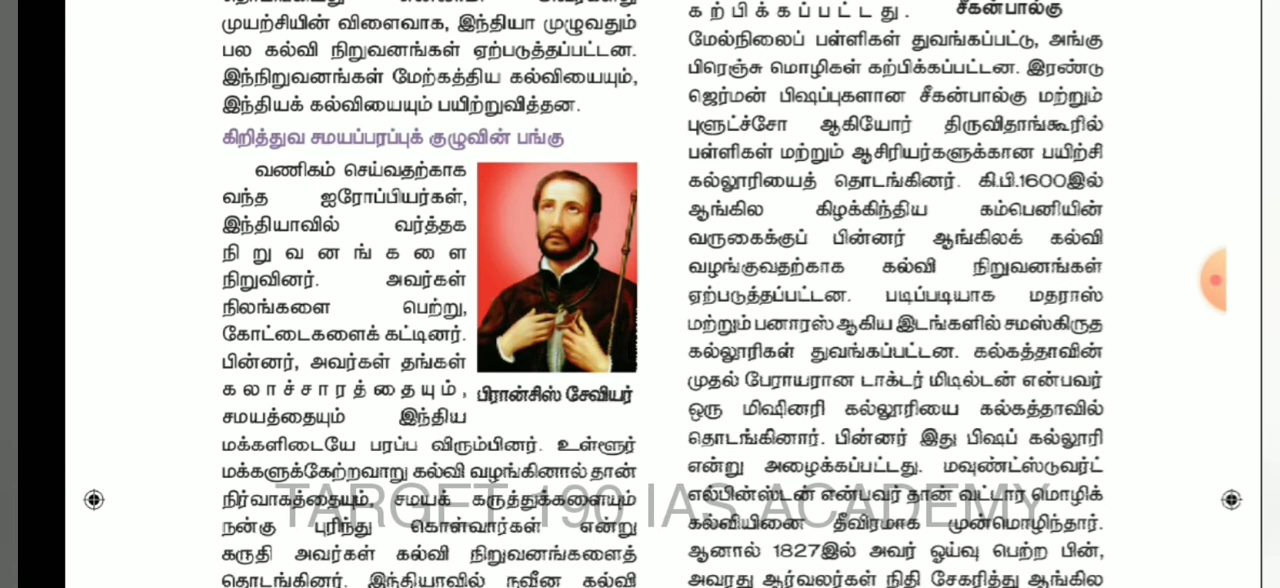 முயற்சியின் விளைவாக, இந்தியா முழுவதும்
பல கல்வி நிறுவனங்கள் ஏற்படுத்தப்பட்டன.
இந்நிறுவனங்கள் மேற்கத்திய கல்வியையும்,
இந்தியக் கல்வியையும் பயிற்றுவித்தன.
கிறித்துவ சமயப்பரப்புக் குழுவின் பங்கு
வணிகம் செய்வதற்காக
வந்த ஐரோப்பியர்கள்,
இந்தியாவில் வர்த்தக
நிறுவனங்களை
நிறுவினர். அவர்கள்
நிலங்களை பெற்று,
கோட்டைகளைக் கட்டினர்.
பின்னர், அவர்கள் தங்கள்
கலாச்சாரத்தையும்,
சமயத்தையும் இந்திய
பிரான்சிஸ் சேவியர்
மக்களிடையே பரப்ப விரும்பினர். உள்ளூர்
மக்களுக்கேற்றவாறு கல்வி வழங்கினால் தான்
நிர்வாகத்தையும், சமயக் கருத்துக்களையும்
நன்கு புரிந்து கொள்வார்கள் என்று
கருதி அவர்கள் கல்வி நிறுவனங்களைத்
தொடங்கினர். இந்தியாவில் நவீன கல்வி
கற்பிக்கப்பட்டது. சீகன்பால்கு
மேல்நிலைப் பள்ளிகள் துவங்கப்பட்டு, அங்கு
பிரெஞ்சு மொழிகள் கற்பிக்கப்பட்டன. இரண்டு
ஜெர்மன் பிஷப்புகளான சீகன்பால்கு மற்றும்
புளுட்ச்சோ ஆகியோர் திருவிதாங்கூரில்
பள்ளிகள் மற்றும் ஆசிரியர்களுக்கான பயிற்சி
கல்லூரியைத் தொடங்கினர். கி.பி.1600இல்
ஆங்கில கிழக்கிந்திய கம்பெனியின்
வருகைக்குப் பின்னர் ஆங்கிலக் கல்வி
வழங்குவதற்காக கல்வி நிறுவனங்கள்
ஏற்படுத்தப்பட்டன. படிப்படியாக மதராஸ்
மற்றும் பனாரஸ் ஆகிய இடங்களில் சமஸ்கிருத
கல்லூரிகள் துவங்கப்பட்டன. கல்கத்தாவின்
முதல் பேராயரான டாக்டர் மிடில்டன் என்பவர்
ஒரு மிஷினரி கல்லூரியை கல்கத்தாவில்
தொடங்கினார். பின்னர் இது பிஷப் கல்லூரி
என்று அழைக்கப்பட்டது. மவுண்ட்ஸ்டுவர்ட்
எல்பின்ஸ்டன் என்பவர் தான் வட்டார மொழிக்
கல்வியினை தீவிரமாக முன்மொழிந்தார்.
ஆனால் 1827இல் அவர் ஓய்வு பெற்ற பின்,
அவரது ஆர்வலர்கள் நிதி சேகரித்து ஆங்கில
TARGET 190 IAS ACADEMY